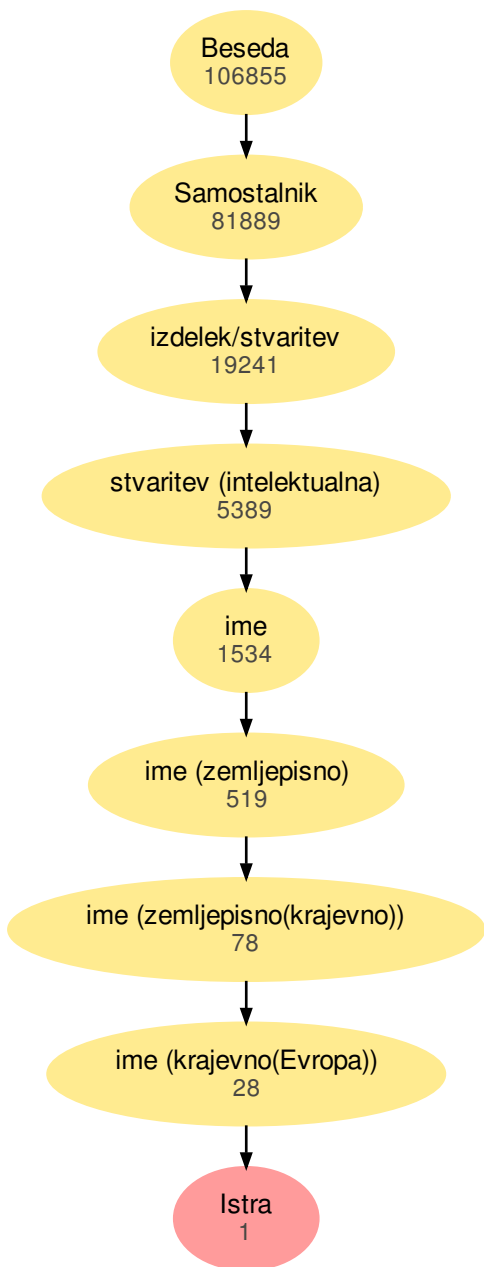 Beseda
106855
Samostalnik
81889
izdelek/stvaritev
19241
stvaritev (intelektualna)
5389
ime
1534
ime (zemljepisno)
519
ime (zemljepisno(krajevno))
78
ime (krajevno(Evropa))
28
Istra
1